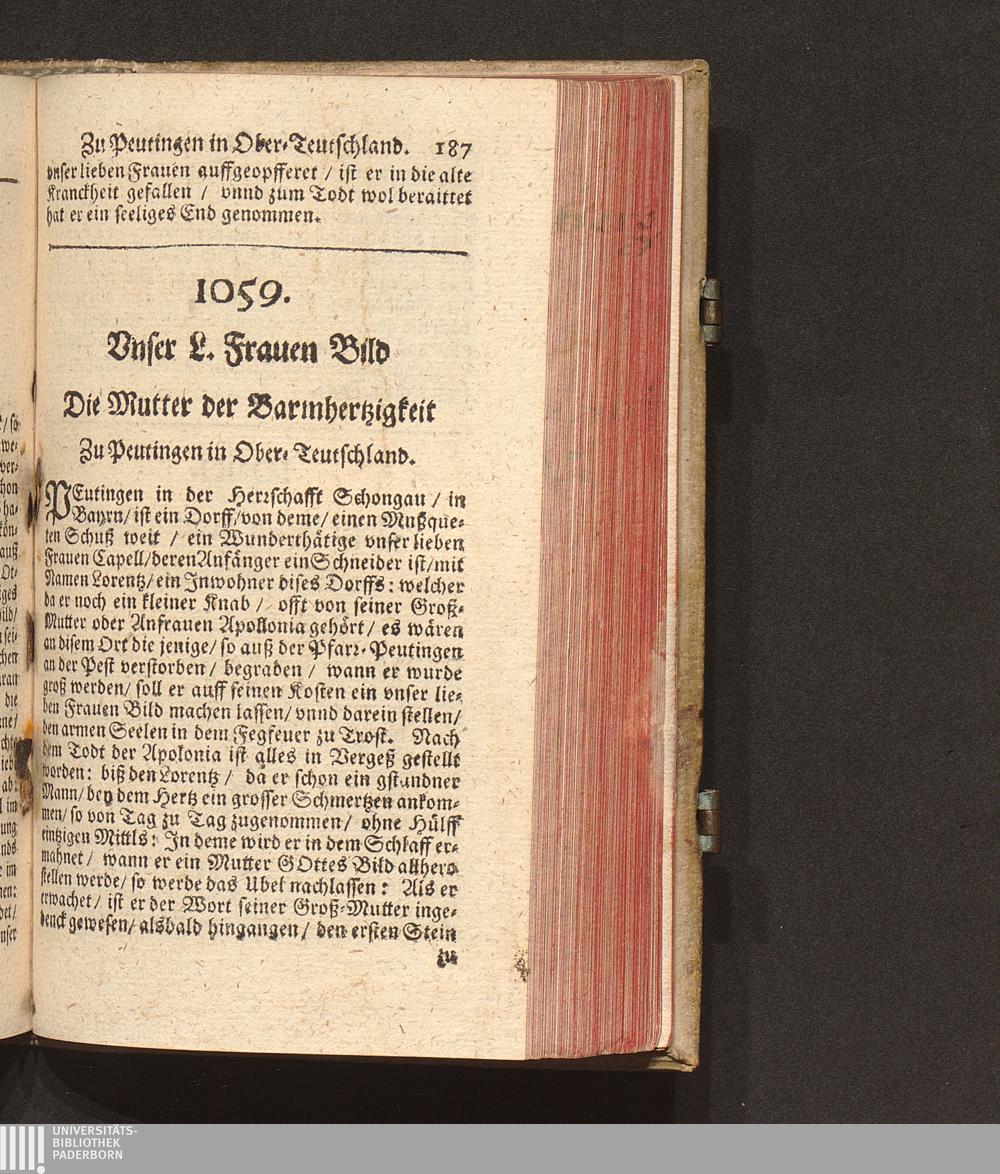 Zu Peutingen in Ober-Teutschland. 187
vnser lieben Frauen auffgeopfferet / ist er in die alte
Kranckheit gefallen / vnnd zum Todt wol beraittet
hat er ein seeliges End genommen.
1059.
Vnser L. Frauen Bild
Die Mutter der Barmhertzigkeit
Zu Peutingen in Ober-Teutschland.
PEutingen in der Herrschafft Schongau / in
Bayrn / ist ein Dorff / von deme / einen Mußque-
ten Schuß weit / ein Wunderthätige vnser lieben
Frauen Capell / deren Anfänger ein Schneider ist / mit
Namen Lorentz / ein Inwohner dises Dorffs : welcher
da er noch ein kleiner Knab / offt von seiner Groß-
Mutter oder Anfrauen Apollonia gehört / es wären
an disem Ort die jenige / so auß der Pfarr-Peutingen
an der Pest verstorben / begraben / wann er wurde
groß werden / soll er auff seinen Kosten ein vnser lie-
ben Frauen Bild machen lassen / vnnd darein stellen /
den armen Seelen in dem Fegfeuer zu Trost. Nach
dem Todt der Apolonia ist alles in Vergeß gestellt
worden : biß den Lorentz / da er schon ein gstandner
Mann / bey dem Hertz ein grosser Schmertzen ankom-
men / so von Tag zu Tag zugenommen / ohne Hülff
eintzigen Mittls : In deme wird er in dem Schlaff er-
mahnet / wann er ein Mutter GOttes Bild allhero
stellen werde / so werde das Ubel nachlassen : Als er
erwachet / ist er der Wort seiner Groß-Mutter inge-
denck gewesen / alsbald hingangen / den ersten Stein
zu
UNIVERSITÄTS-
BIBLIOTHEK
PADERBORN